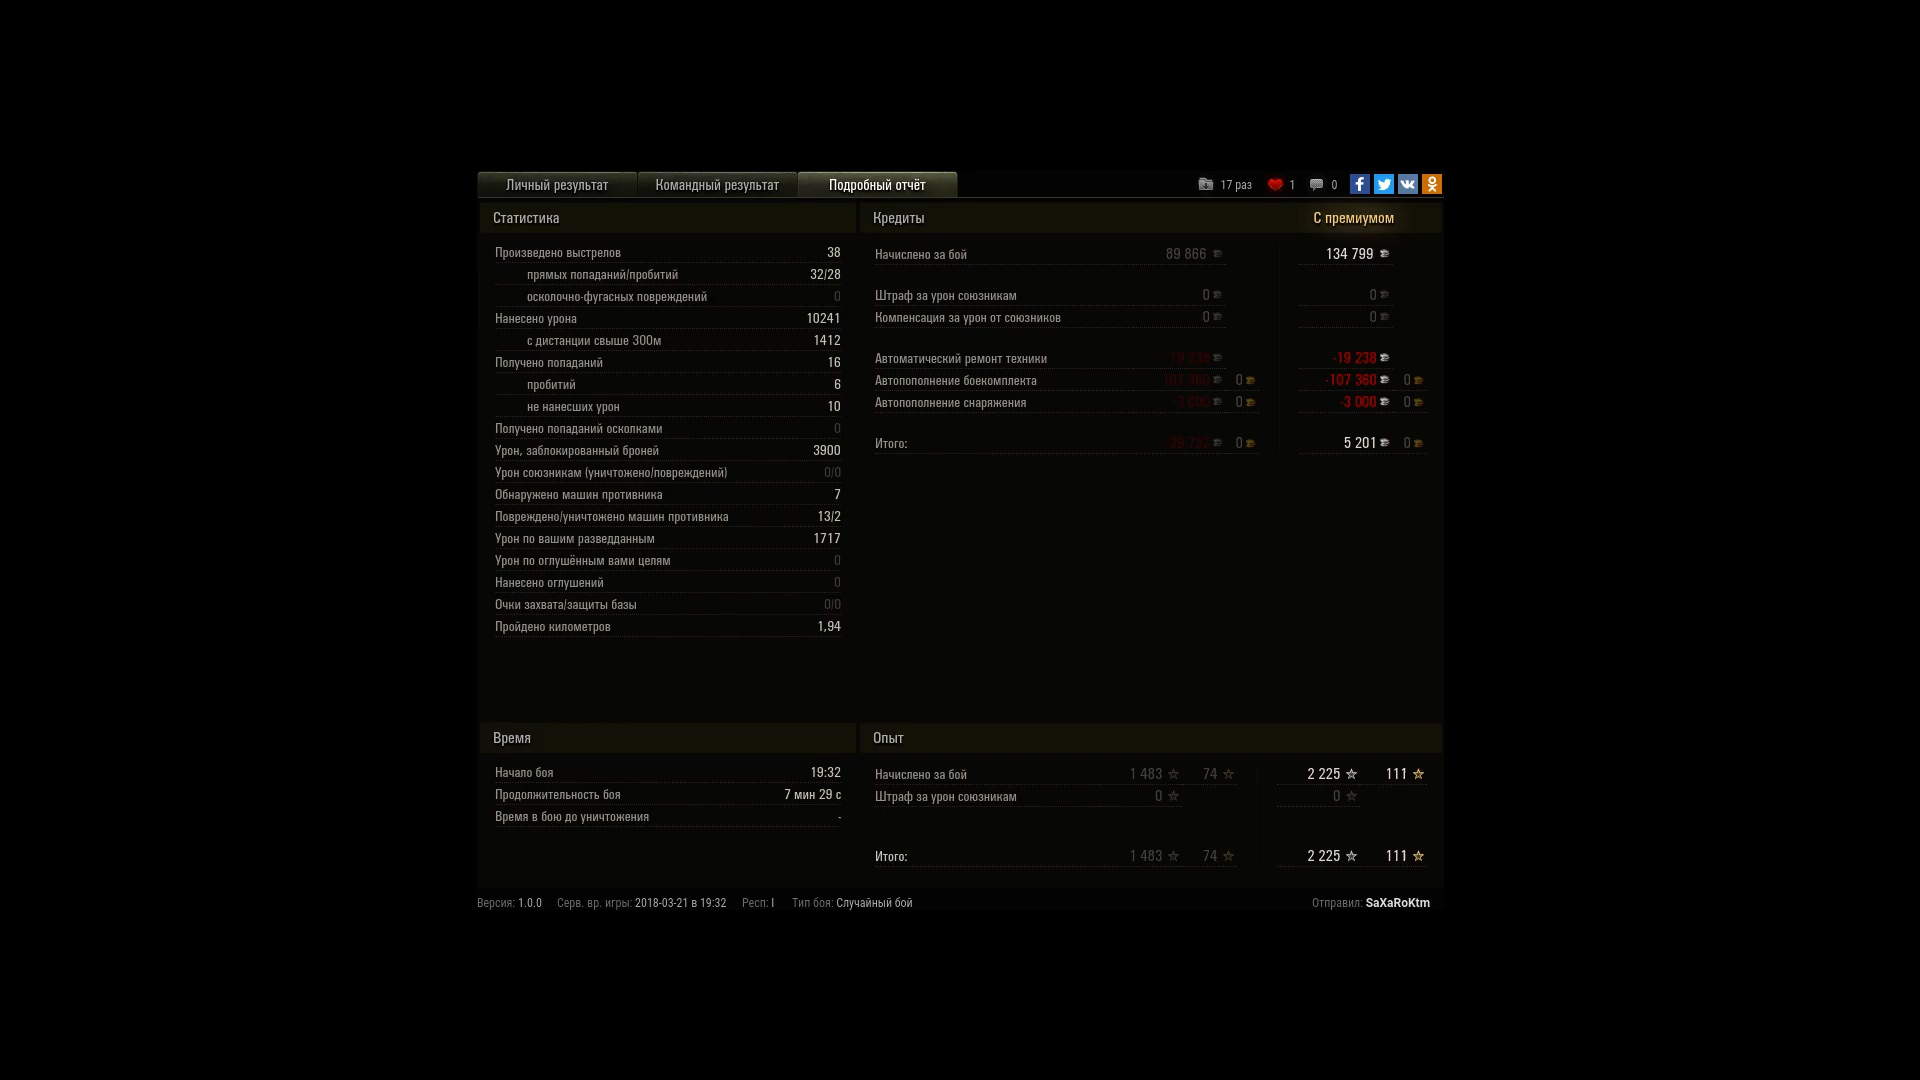 Личный результат Командный результат Подробный отчёт 17 раз 1 0
Статистика
Произведено выстрелов 38
прямых попаданий/пробитий 32/28
осколочно-фугасных повреждений 0
Нанесено урона 10241
с дистанции свыше 300м 1412
Получено попаданий 16
пробитий 6
не нанесших урон 10
Получено попаданий осколками 0
Урон, заблокированный броней 3900
Урон союзникам (уничтожено/повреждений) 0/0
Обнаружено машин противника 7
Повреждено/уничтожено машин противника 13/2
Урон по вашим разведданным 1717
Урон по оглушённым вами целям 0
Нанесено оглушений 0
Очки захвата/защиты базы 0/0
Пройдено километров 1,94
Кредиты С премиумом
Начислено за бой 89 866 134 799
Штраф за урон союзникам 0 0
Компенсация за урон от союзников 0 0
Автоматический ремонт техники -19 238
Автопополнение боекомплекта 0 -107 360 0
Автопополнение снаряжения -3 000 0 -3 000 0
Итого: 0 5 201 0
Время
Начало боя 19:32
Продолжительность боя 7 мин 29 с
Время в бою до уничтожения -
Опыт
Начислено за бой 1 483 74 2 225 111
Штраф за урон союзникам 0 0
Итого: 1 483 74 2 225 111
Версия: 1.0.0 Серв. вр. игры: 2018-03-21 в 19:32 Респ: I Тип боя: Случайный бой Отправил: SaXaRoKtm